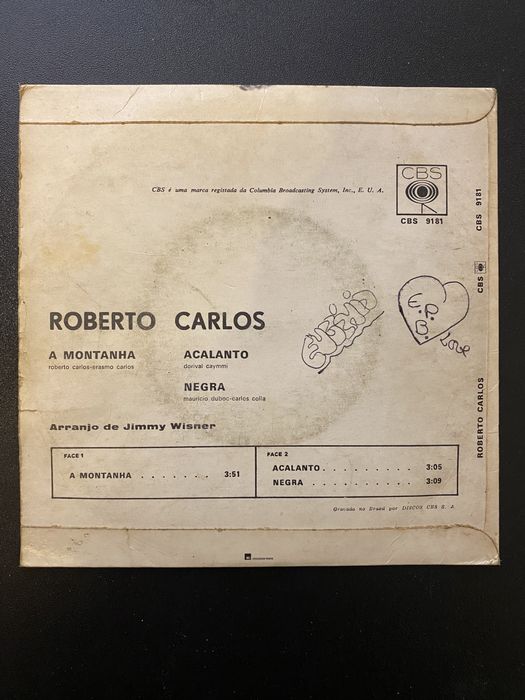 CBS é uma marca registada da Columbia Broadcasting System, Inc., E. U. A.
CBS
CBS 9181
ROBERTO CARLOS
A MONTANHA
roberto carlos-erasmo carlos
ACALANTO
dorival caymmi
NEGRA
maurício duboc-carlos colla
Arranjo de Jimmy Wisner
FACE 1
A MONTANHA . . . . . . . 3:51
FACE 2
ACALANTO . . . . . . . . . . 3:05
NEGRA . . . . . . . . . . . 3:09
Gravado no Brasil por DISCOS CBS S. A.
E.P.
B.
Love
CBS 9181
CBS
ROBERTO CARLOS